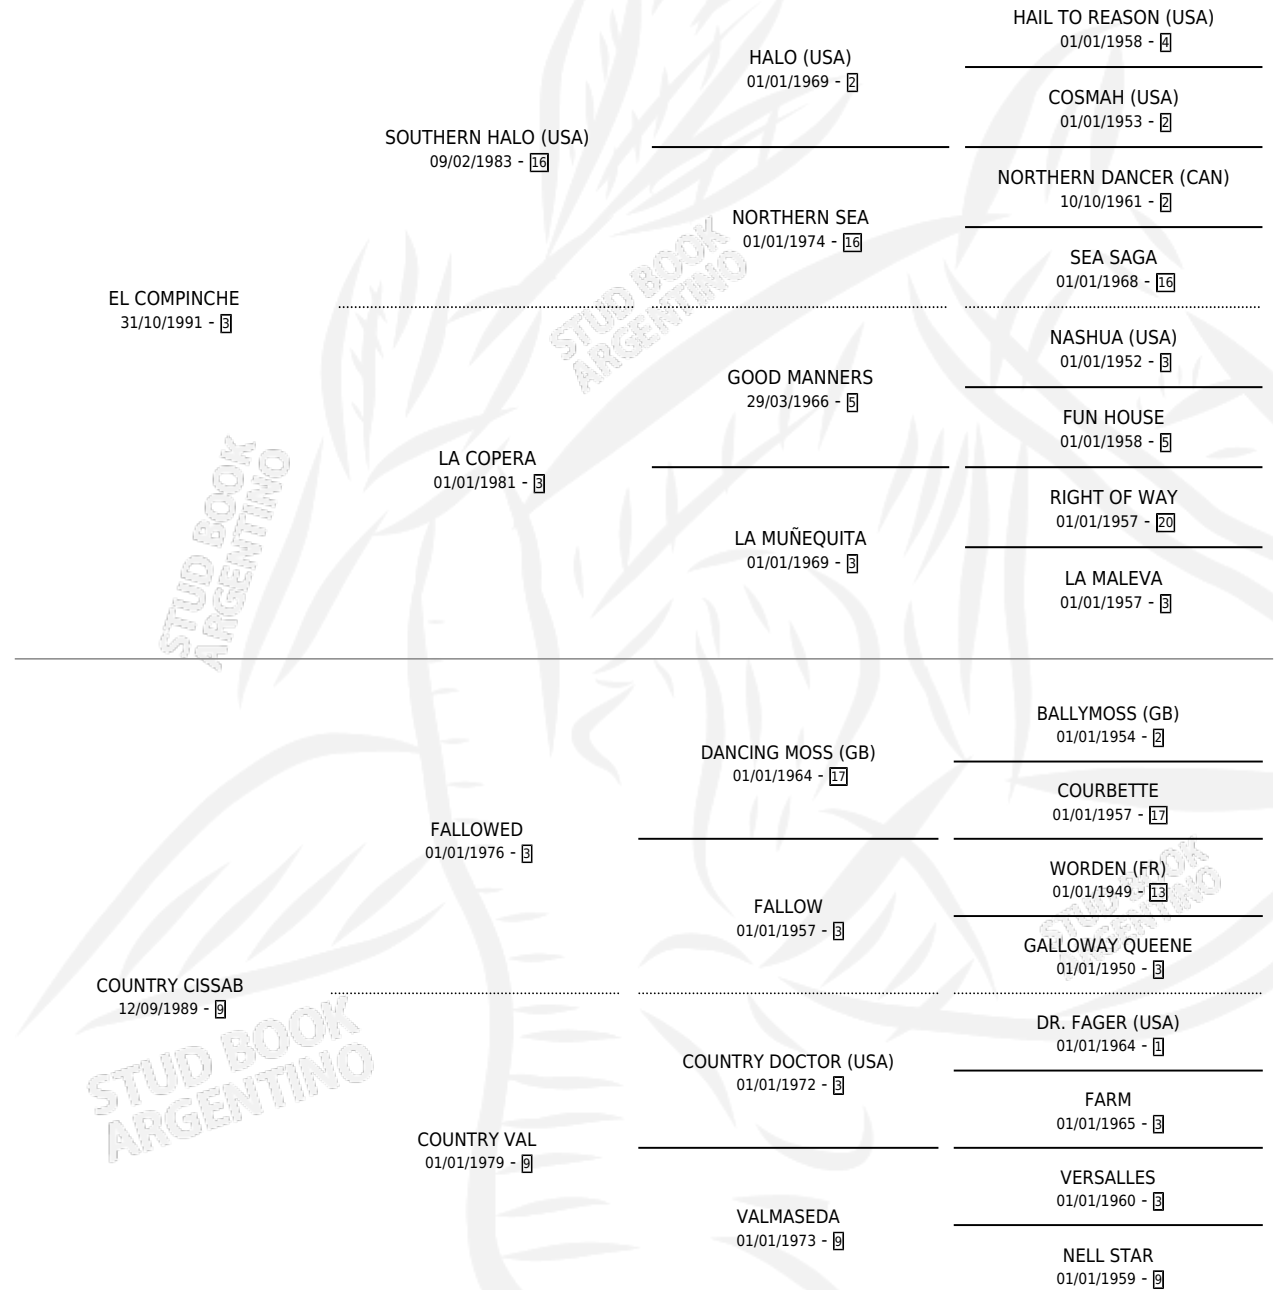 HAIL TO REASON (USA)
01/01/1958 - 4
HALO (USA)
01/01/1969 - 2
COSMAH (USA)
01/01/1953 - 2
SOUTHERN HALO (USA)
09/02/1983 - 16
NORTHERN DANCER (CAN)
10/10/1961 - 2
NORTHERN SEA
01/01/1974 - 16
SEA SAGA
01/01/1968 - 16
EL COMPINCHE
31/10/1991 - 3
NASHUA (USA)
01/01/1952 - 3
GOOD MANNERS
29/03/1966 - 5
FUN HOUSE
01/01/1958 - 5
LA COPERA
01/01/1981 - 3
RIGHT OF WAY
01/01/1957 - 20
LA MUÑEQUITA
01/01/1969 - 3
LA MALEVA
01/01/1957 - 3
BALLYMOSS (GB)
01/01/1954 - 2
DANCING MOSS (GB)
01/01/1964 - 17
COURBETTE
01/01/1957 - 17
FALLOWED
01/01/1976 - 3
WORDEN (FR)
01/01/1949 - 13
FALLOW
01/01/1957 - 3
GALLOWAY QUEENE
01/01/1950 - 3
COUNTRY CISSAB
12/09/1989 - 9
DR. FAGER (USA)
01/01/1964 - 1
COUNTRY DOCTOR (USA)
01/01/1972 - 3
FARM
01/01/1965 - 3
COUNTRY VAL
01/01/1979 - 9
VERSALLES
01/01/1960 - 3
VALMASEDA
01/01/1973 - 9
NELL STAR
01/01/1959 - 9
STUD BOOK
ARGENTINO
STUD BOOK
ARGENTINO
STUD BOOK
ARGENTINO
STUD BOOK
ARGENTINO